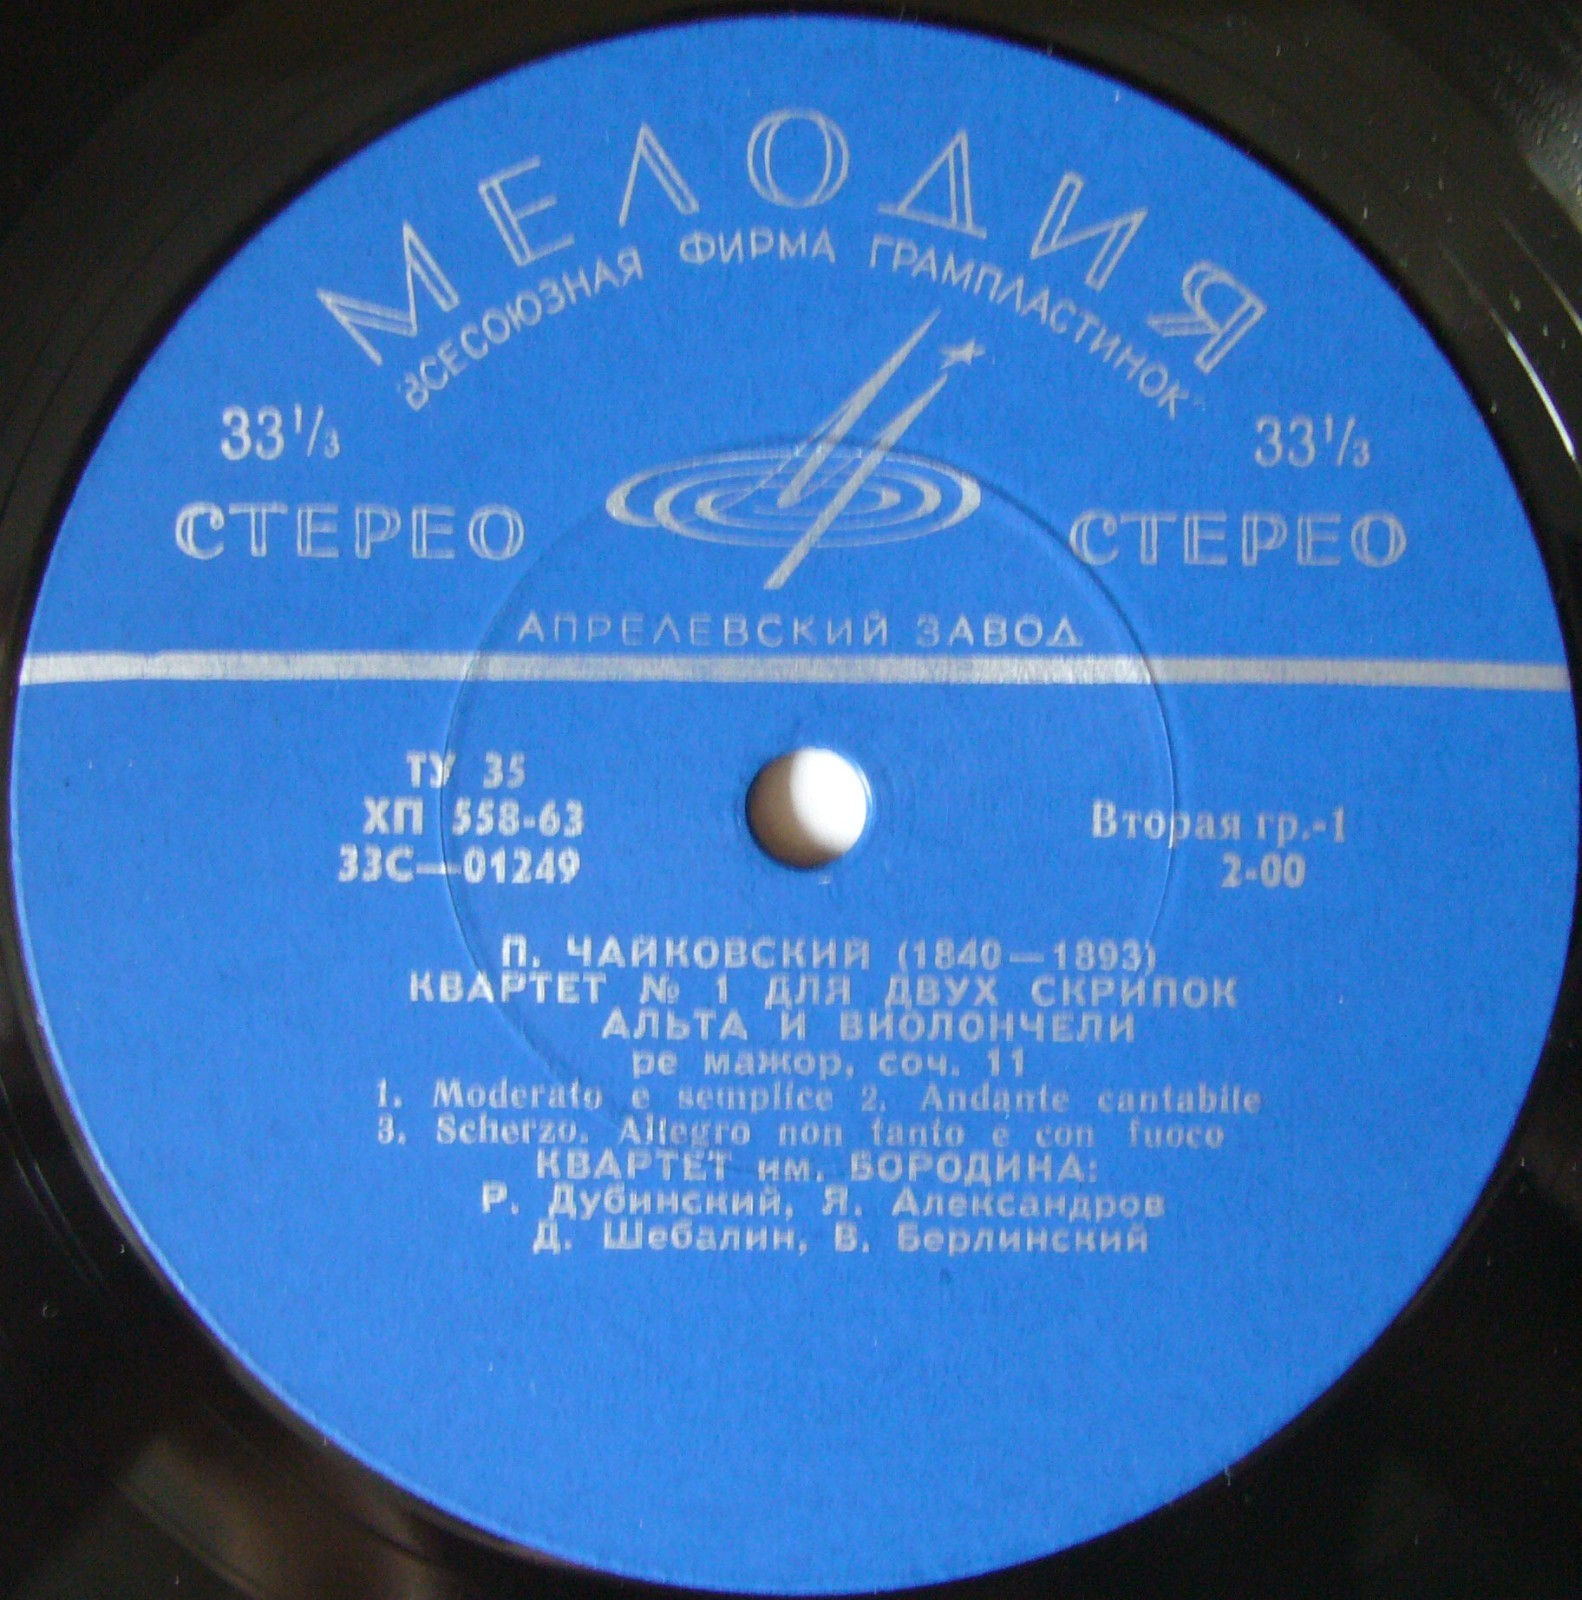 МЕЛОДИЯ
"ВСЕСОЮЗНАЯ ФИРМА ГРАМПЛАСТИНОК"
33⅓ 33⅓
СТЕРЕО СТЕРЕО
АПРЕЛЕВСКИЙ ЗАВОД
ТУ 35
ХП 558-63
33С—01249
Вторая гр.-1
2-00
П. ЧАЙКОВСКИЙ (1840—1893)
КВАРТЕТ № 1 ДЛЯ ДВУХ СКРИПОК
АЛЬТА И ВИОЛОНЧЕЛИ
ре мажор, соч. 11
1. Moderato e semplice 2. Andante cantabile
3. Scherzo. Allegro non tanto e con fuoco
КВАРТЕТ им. БОРОДИНА:
Р. Дубинский, Я. Александров
Д. Шебалин, В. Берлинский